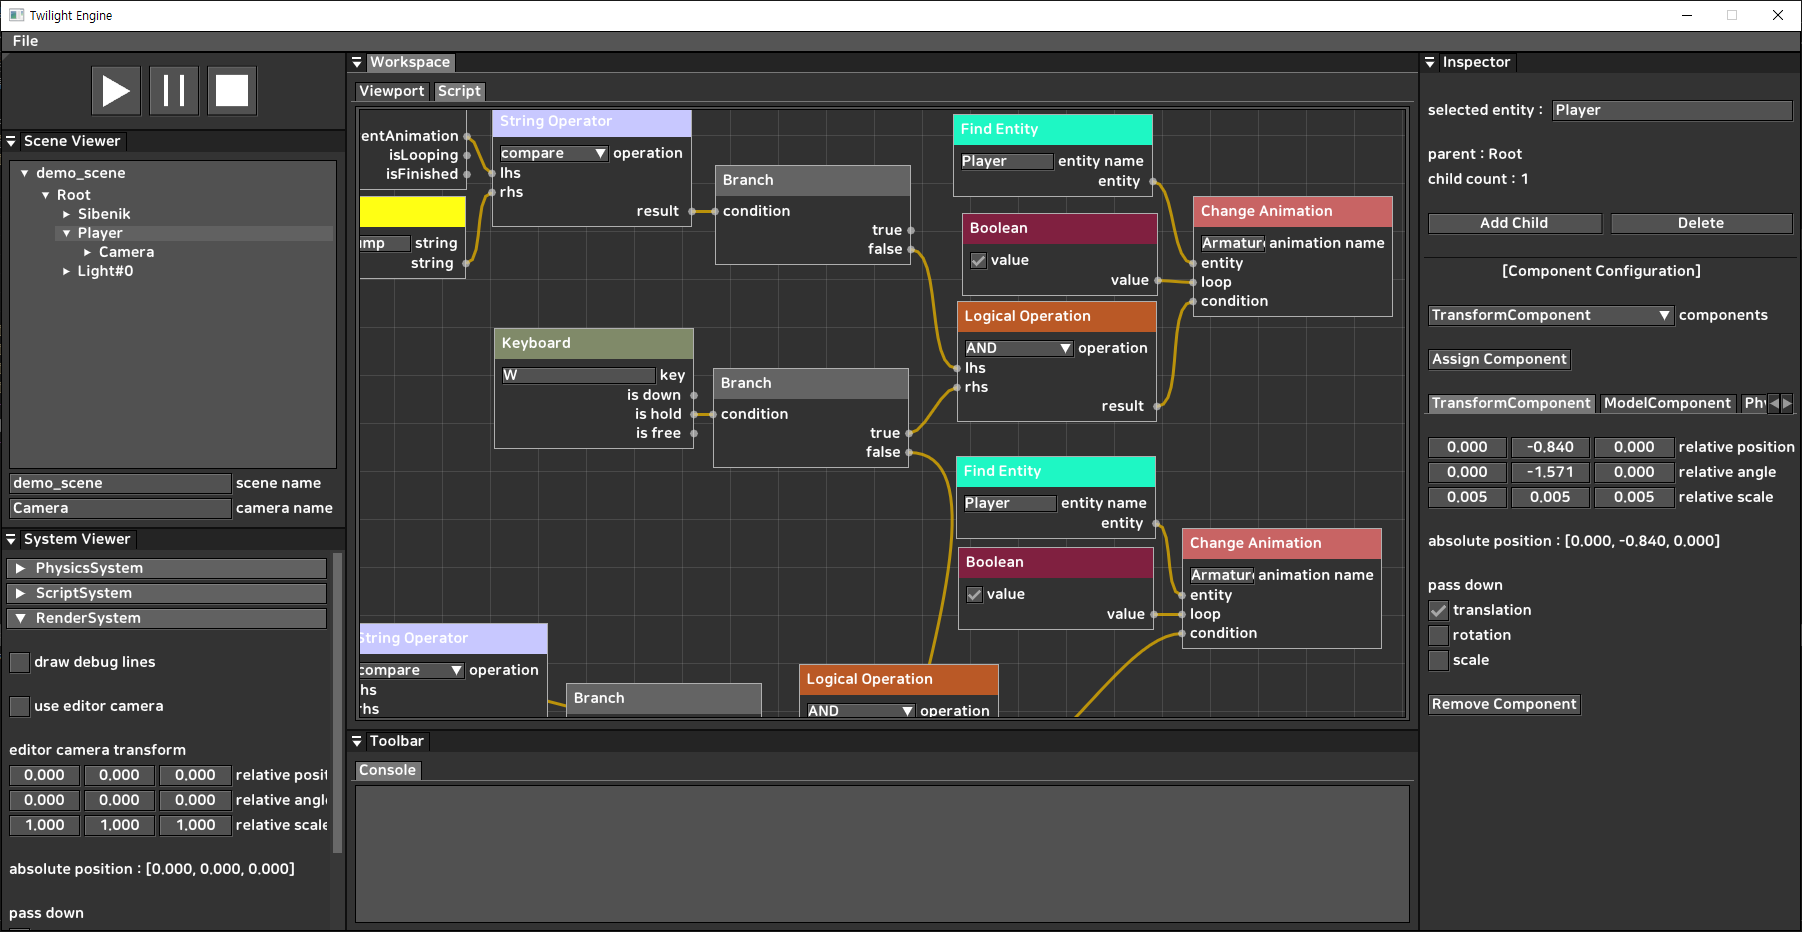 Twilight Engine
File
Scene Viewer
demo_scene
Root
Sibenik
Player
Camera
Light#0
demo_scene scene name
Camera camera name
System Viewer
PhysicsSystem
ScriptSystem
RenderSystem
draw debug lines
use editor camera
editor camera transform
0.000 0.000 0.000 relative posit
0.000 0.000 0.000 relative angl
1.000 1.000 1.000 relative scale
absolute position : [0.000, 0.000, 0.000]
pass down
Workspace
Viewport Script
entAnimation
isLooping
isFinished
ump string
string
String Operator
compare operation
lhs
rhs
result
Branch
condition
true
false
Find Entity
Player entity name
entity
Boolean
value
value
Change Animation
Armature animation name
entity
loop
condition
Logical Operation
AND operation
lhs
rhs
result
Keyboard
W key
is down
is hold
is free
Branch
condition
true
false
Find Entity
Player entity name
entity
Boolean
value
value
Change Animation
Armature animation name
entity
loop
condition
String Operator
compare operation
hs
rhs
Branch
Logical Operation
AND operation
Toolbar
Console
Inspector
selected entity : Player
parent : Root
child count : 1
Add Child Delete
[Component Configuration]
TransformComponent components
Assign Component
TransformComponent ModelComponent Phy
0.000 -0.840 0.000 relative position
0.000 -1.571 0.000 relative angle
0.005 0.005 0.005 relative scale
absolute position : [0.000, -0.840, 0.000]
pass down
translation
rotation
scale
Remove Component